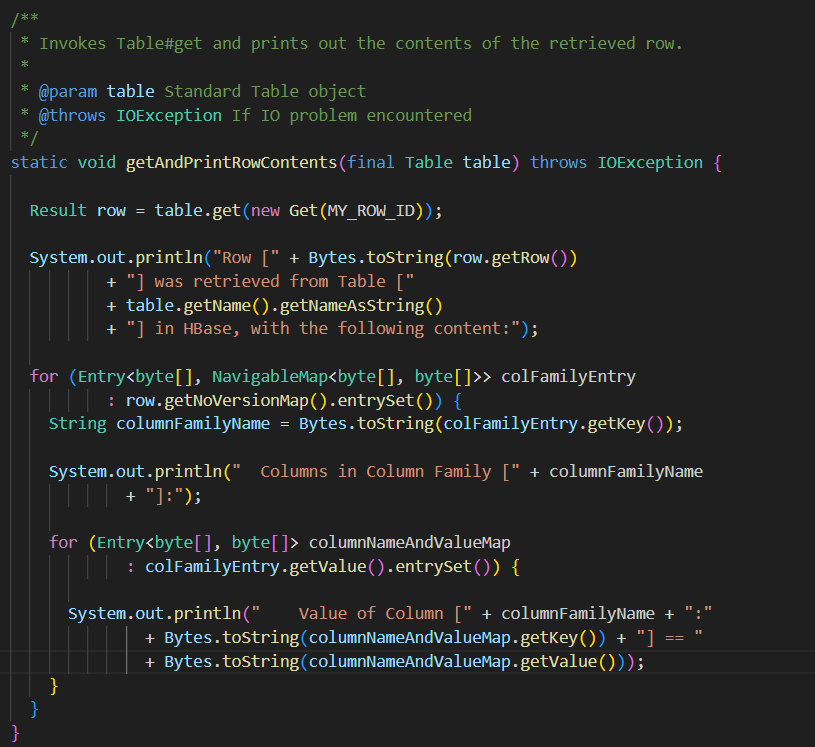 /**
 * Invokes Table#get and prints out the contents of the retrieved row.
 *
 * @param table Standard Table object
 * @throws IOException If IO problem encountered
 */
static void getAndPrintRowContents(final Table table) throws IOException {
  Result row = table.get(new Get(MY_ROW_ID));
  System.out.println("Row [" + Bytes.toString(row.getRow())
          + "] was retrieved from Table ["
          + table.getName().getNameAsString()
          + "] in HBase, with the following content:");
  for (Entry<byte[], NavigableMap<byte[], byte[]>> colFamilyEntry
          : row.getNoVersionMap().entrySet()) {
    String columnFamilyName = Bytes.toString(colFamilyEntry.getKey());
    System.out.println("  Columns in Column Family [" + columnFamilyName
            + "]:");
    for (Entry<byte[], byte[]> columnNameAndValueMap
            : colFamilyEntry.getValue().entrySet()) {
      System.out.println("    Value of Column [" + columnFamilyName + ":"
              + Bytes.toString(columnNameAndValueMap.getKey()) + "] == "
              + Bytes.toString(columnNameAndValueMap.getValue()));
    }
  }
}